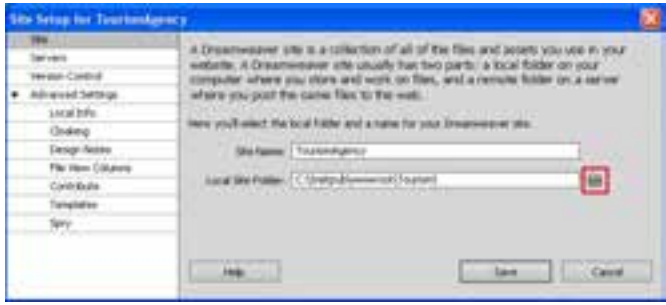 Site Setup for TourismAgency
Site
Servers
Version Control
Advanced Settings
Local Info
Cloaking
Design Notes
File View Columns
Contribute
Templates
Spry
A Dreamweaver site is a collection of all of the files and assets you use in your
website. A Dreamweaver site usually has two parts: a local folder on your
computer where you store and work on files, and a remote folder on a server
where you post the same files to the web.
Here you'll select the local folder and a name for your Dreamweaver site.
Site Name: TourismAgency
Local Site Folder: C:\Inetpub\wwwroot\Tourism\
Help
Save
Cancel